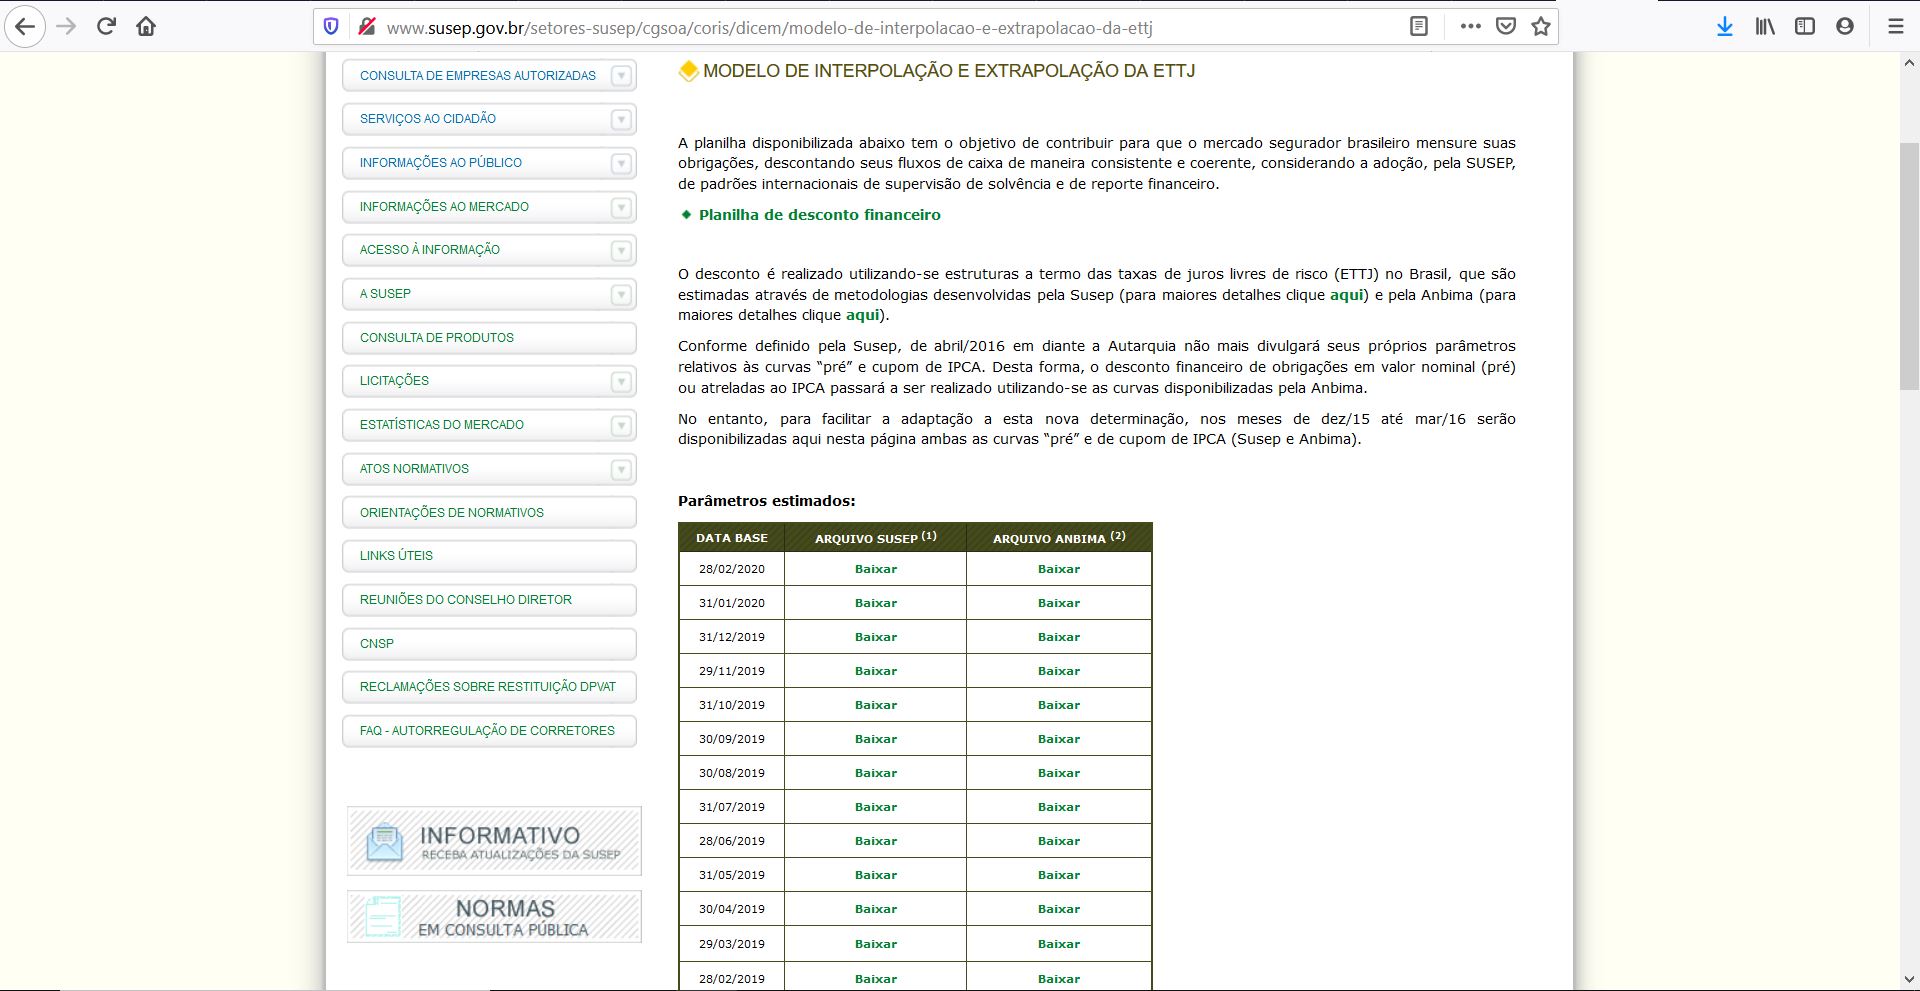 www.susep.gov.br/setores-susep/cgsoa/coris/dicem/modelo-de-interpolacao-e-extrapolacao-da-ettj
CONSULTA DE EMPRESAS AUTORIZADAS
SERVIÇOS AO CIDADÃO
INFORMAÇÕES AO PÚBLICO
INFORMAÇÕES AO MERCADO
ACESSO À INFORMAÇÃO
A SUSEP
CONSULTA DE PRODUTOS
LICITAÇÕES
ESTATÍSTICAS DO MERCADO
ATOS NORMATIVOS
ORIENTAÇÕES DE NORMATIVOS
LINKS ÚTEIS
REUNIÕES DO CONSELHO DIRETOR
CNSP
RECLAMAÇÕES SOBRE RESTITUIÇÃO DPVAT
FAQ - AUTORREGULAÇÃO DE CORRETORES
INFORMATIVO
RECEBA ATUALIZAÇÕES DA SUSEP
NORMAS
EM CONSULTA PÚBLICA
MODELO DE INTERPOLAÇÃO E EXTRAPOLAÇÃO DA ETTJ
A planilha disponibilizada abaixo tem o objetivo de contribuir para que o mercado segurador brasileiro mensure suas
obrigações, descontando seus fluxos de caixa de maneira consistente e coerente, considerando a adoção, pela SUSEP,
de padrões internacionais de supervisão de solvência e de reporte financeiro.
Planilha de desconto financeiro
O desconto é realizado utilizando-se estruturas a termo das taxas de juros livres de risco (ETTJ) no Brasil, que são
estimadas através de metodologias desenvolvidas pela Susep (para maiores detalhes clique aqui) e pela Anbima (para
maiores detalhes clique aqui).
Conforme definido pela Susep, de abril/2016 em diante a Autarquia não mais divulgará seus próprios parâmetros
relativos às curvas “pré” e cupom de IPCA. Desta forma, o desconto financeiro de obrigações em valor nominal (pré)
ou atreladas ao IPCA passará a ser realizado utilizando-se as curvas disponibilizadas pela Anbima.
No entanto, para facilitar a adaptação a esta nova determinação, nos meses de dez/15 até mar/16 serão
disponibilizadas aqui nesta página ambas as curvas “pré” e de cupom de IPCA (Susep e Anbima).
Parâmetros estimados:
DATA BASE ARQUIVO SUSEP (1) ARQUIVO ANBIMA (2)
28/02/2020 Baixar Baixar
31/01/2020 Baixar Baixar
31/12/2019 Baixar Baixar
29/11/2019 Baixar Baixar
31/10/2019 Baixar Baixar
30/09/2019 Baixar Baixar
30/08/2019 Baixar Baixar
31/07/2019 Baixar Baixar
28/06/2019 Baixar Baixar
31/05/2019 Baixar Baixar
30/04/2019 Baixar Baixar
29/03/2019 Baixar Baixar
28/02/2019 Baixar Baixar